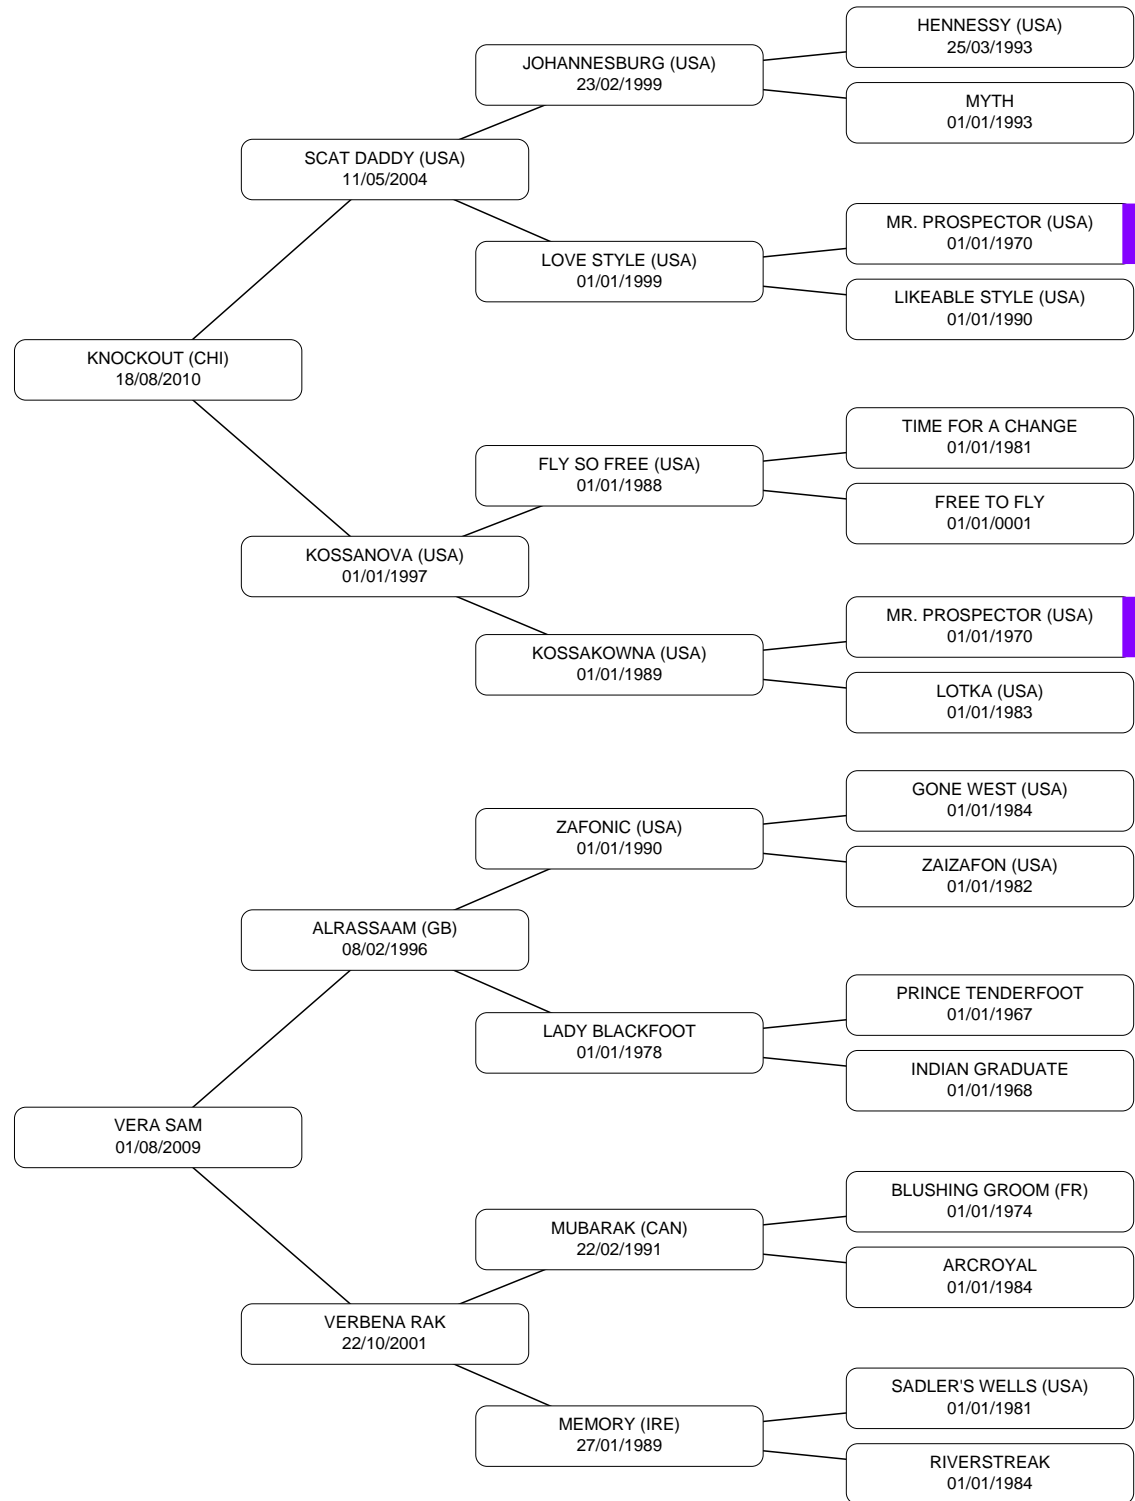 HENNESSY (USA)
25/03/1993
JOHANNESBURG (USA)
23/02/1999
MYTH
01/01/1993
SCAT DADDY (USA)
11/05/2004
MR. PROSPECTOR (USA)
01/01/1970
LOVE STYLE (USA)
01/01/1999
LIKEABLE STYLE (USA)
01/01/1990
KNOCKOUT (CHI)
18/08/2010
TIME FOR A CHANGE
01/01/1981
FLY SO FREE (USA)
01/01/1988
FREE TO FLY
01/01/0001
KOSSANOVA (USA)
01/01/1997
MR. PROSPECTOR (USA)
01/01/1970
KOSSAKOWNA (USA)
01/01/1989
LOTKA (USA)
01/01/1983
GONE WEST (USA)
01/01/1984
ZAFONIC (USA)
01/01/1990
ZAIZAFON (USA)
01/01/1982
ALRASSAAM (GB)
08/02/1996
PRINCE TENDERFOOT
01/01/1967
LADY BLACKFOOT
01/01/1978
INDIAN GRADUATE
01/01/1968
VERA SAM
01/08/2009
BLUSHING GROOM (FR)
01/01/1974
MUBARAK (CAN)
22/02/1991
ARCROYAL
01/01/1984
VERBENA RAK
22/10/2001
SADLER'S WELLS (USA)
01/01/1981
MEMORY (IRE)
27/01/1989
RIVERSTREAK
01/01/1984